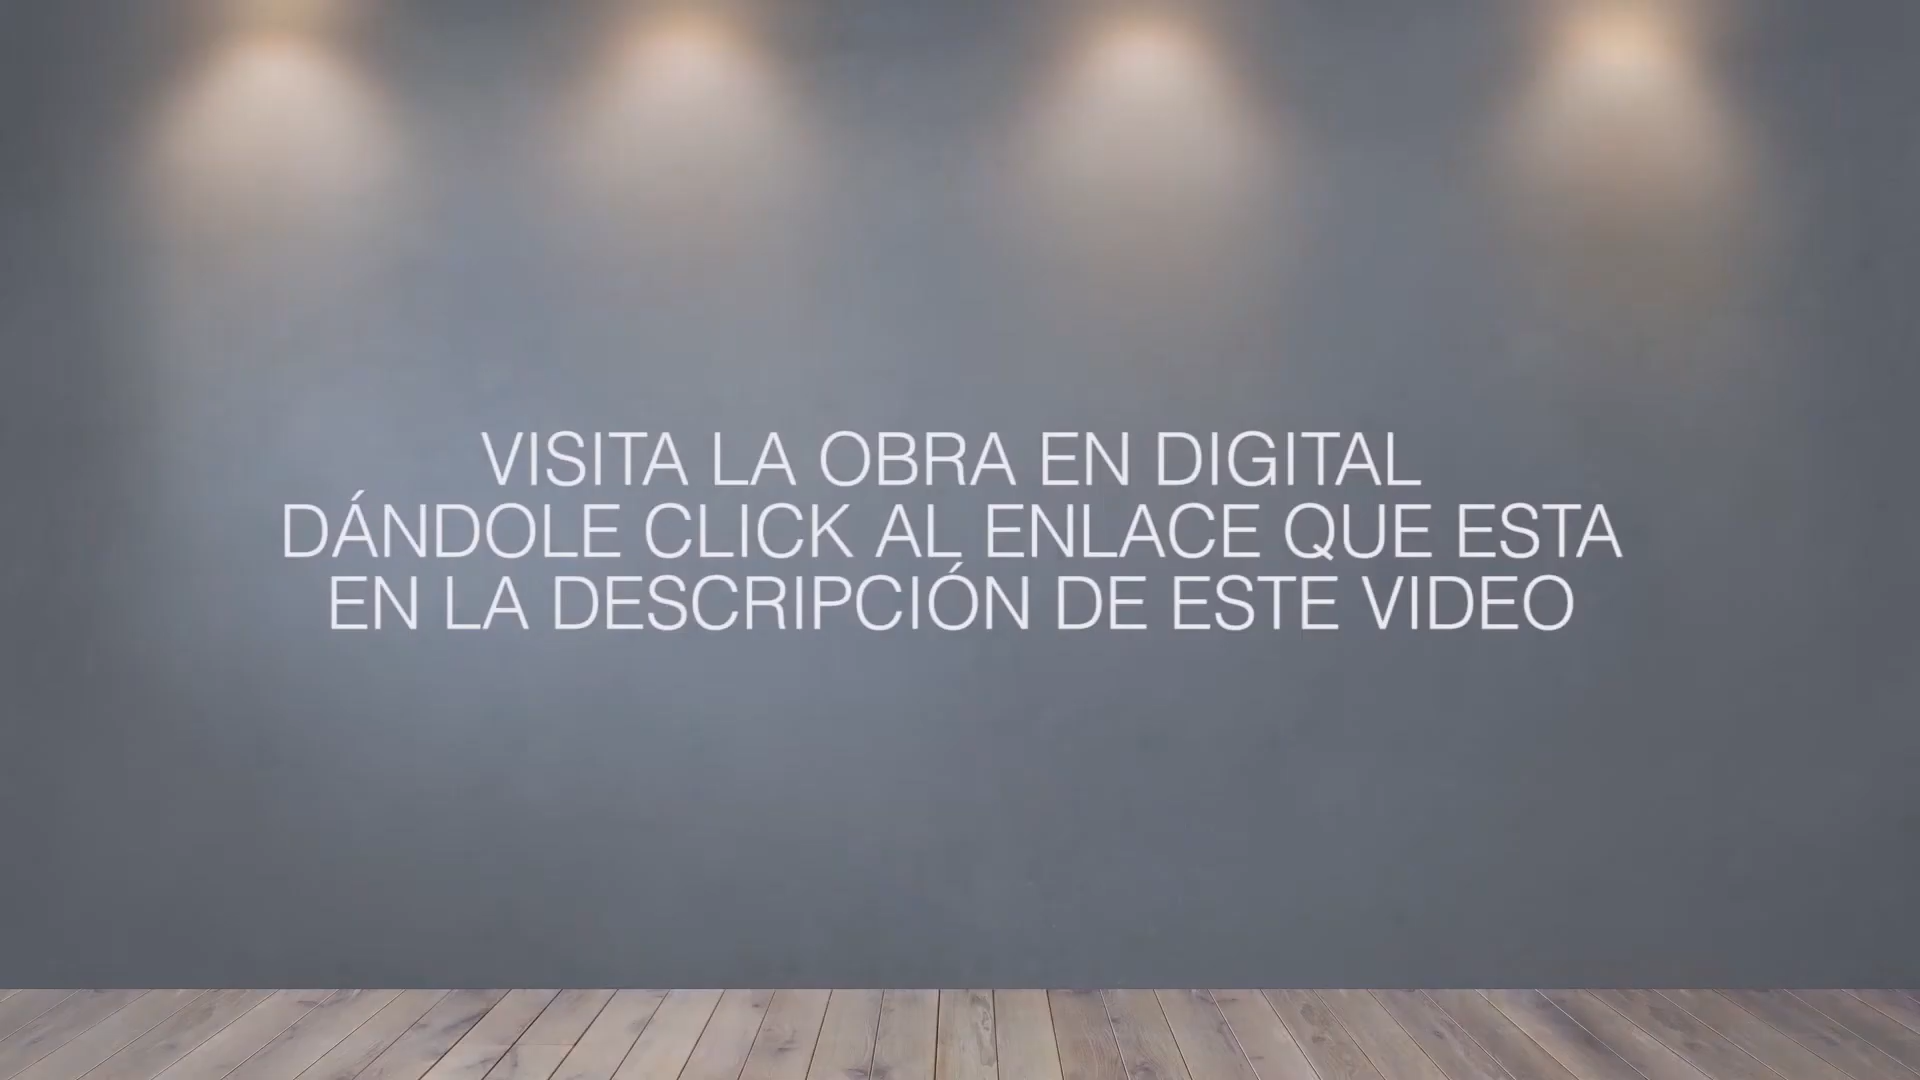 VISITA LA OBRA EN DIGITAL
DÁNDOLE CLICK AL ENLACE QUE ESTA
EN LA DESCRIPCIÓN DE ESTE VIDEO